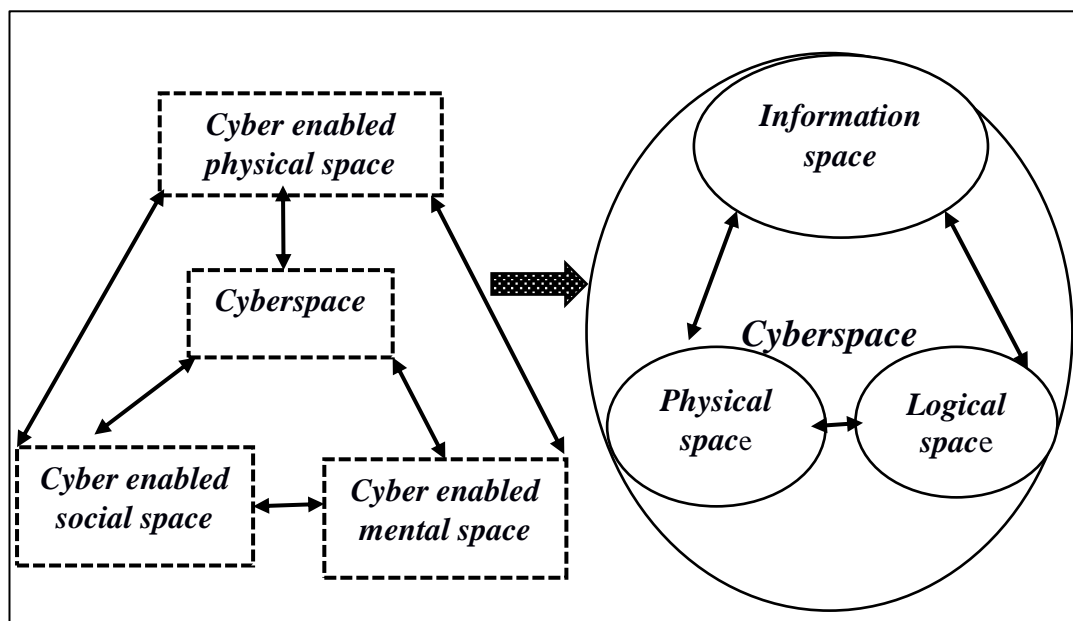 Cyber enabled
physical space
Cyberspace
Cyber enabled
social space
Cyber enabled
mental space
Information
space
Cyberspace
Physical
space
Logical
space